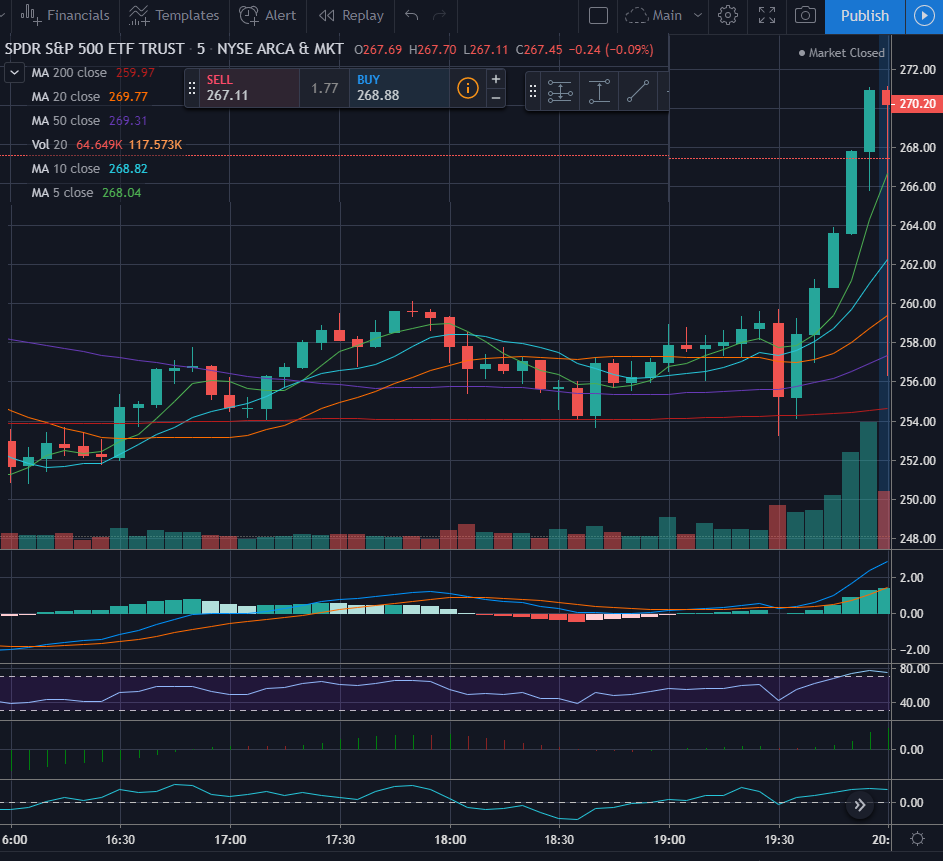 Financials Templates Alert Replay Main Publish
SPDR S&P 500 ETF TRUST · 5 · NYSE ARCA & MKT O267.69 H267.70 L267.11 C267.45 −0.24 (−0.09%)
Market Closed
MA 200 close 259.97
MA 20 close 269.77
MA 50 close 269.31
Vol 20 64.649K 117.573K
MA 10 close 268.82
MA 5 close 268.04
SELL
267.11
1.77
BUY
268.88
272.00
270.20
268.00
266.00
264.00
262.00
260.00
258.00
256.00
254.00
252.00
250.00
248.00
2.00
0.00
−2.00
80.00
40.00
0.00
0.00
6:00 16:30 17:00 17:30 18:00 18:30 19:00 19:30 20: